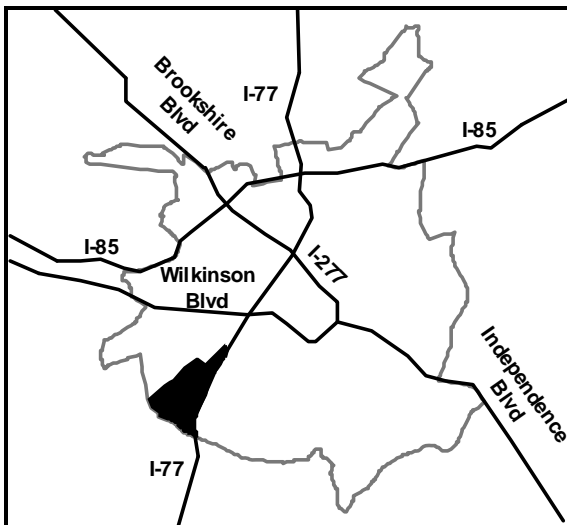 Brookshire
Blvd
I-77
I-85
I-85
I-277
Wilkinson
Blvd
Independence
Blvd
I-77